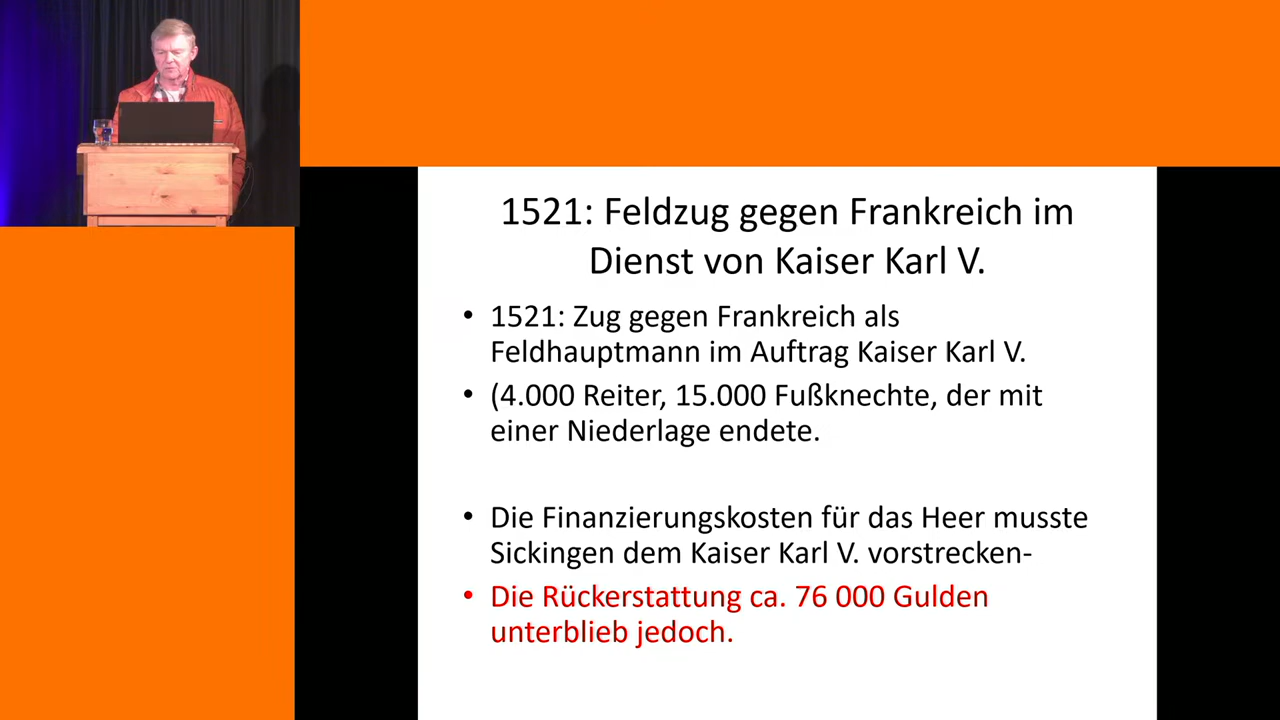 1521: Feldzug gegen Frankreich im
Dienst von Kaiser Karl V.
• 1521: Zug gegen Frankreich als
Feldhauptmann im Auftrag Kaiser Karl V.
• (4.000 Reiter, 15.000 Fußknechte, der mit
einer Niederlage endete.
• Die Finanzierungskosten für das Heer musste
Sickingen dem Kaiser Karl V. vorstrecken-
• Die Rückerstattung ca. 76 000 Gulden
unterblieb jedoch.